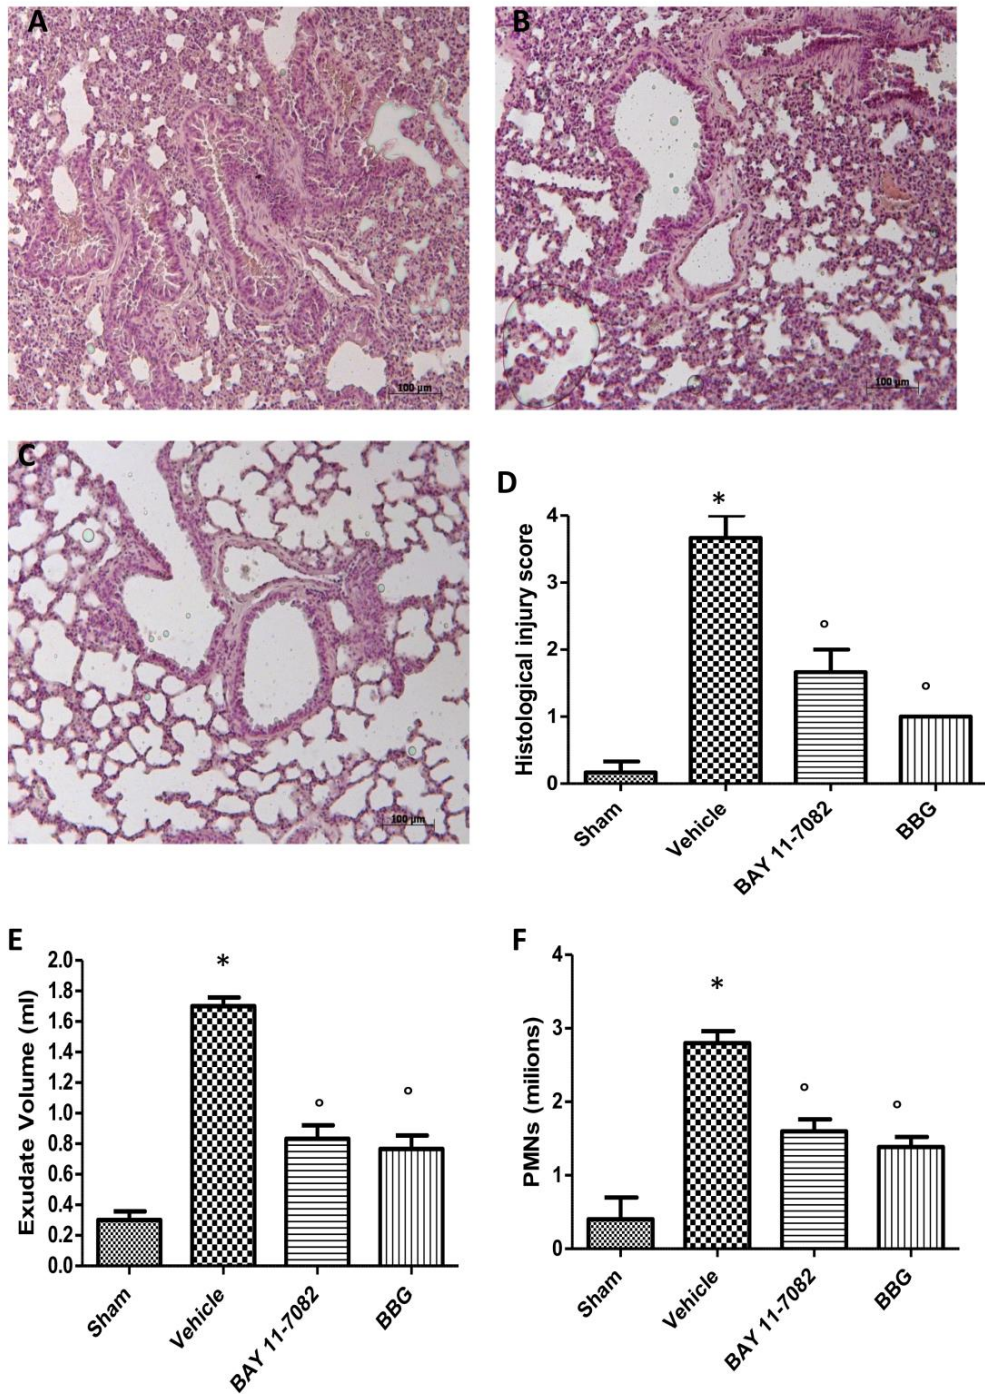 A
B
100 µm
100 µm
C
100 µm
D
*
Histological injury score
4
3
2
1
0
Sham
Vehicle
BAY 11-7082
BBG
E
*
Exudate Volume (ml)
2.0
1.8
1.6
1.4
1.2
1.0
0.8
0.6
0.4
0.2
0.0
Sham
Vehicle
BAY 11-7082
BBG
F
*
PMNs (milions)
4
3
2
1
0
Sham
Vehicle
BAY 11-7082
BBG